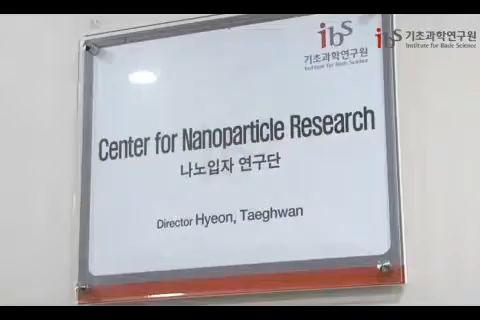 ibs
기초과학연구원
Institute for Basic Science
ibS 기초과학연구원
Institute for Basic Science
Center for Nanoparticle Research
나노입자 연구단
Director Hyeon, Taeghwan